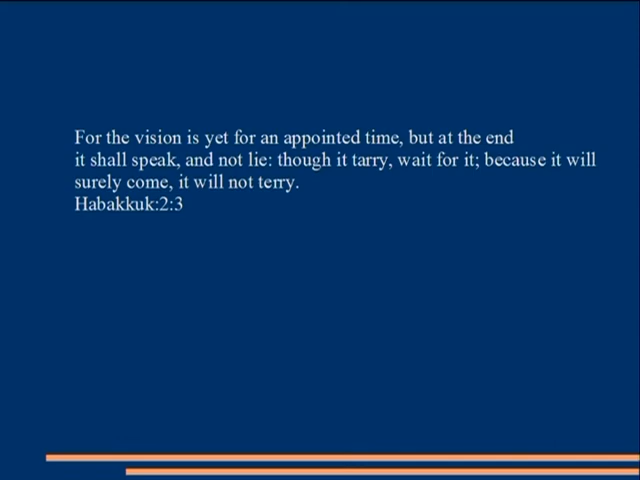 For the vision is yet for an appointed time, but at the end
it shall speak, and not lie: though it tarry, wait for it; because it will
surely come, it will not terry.
Habakkuk:2:3